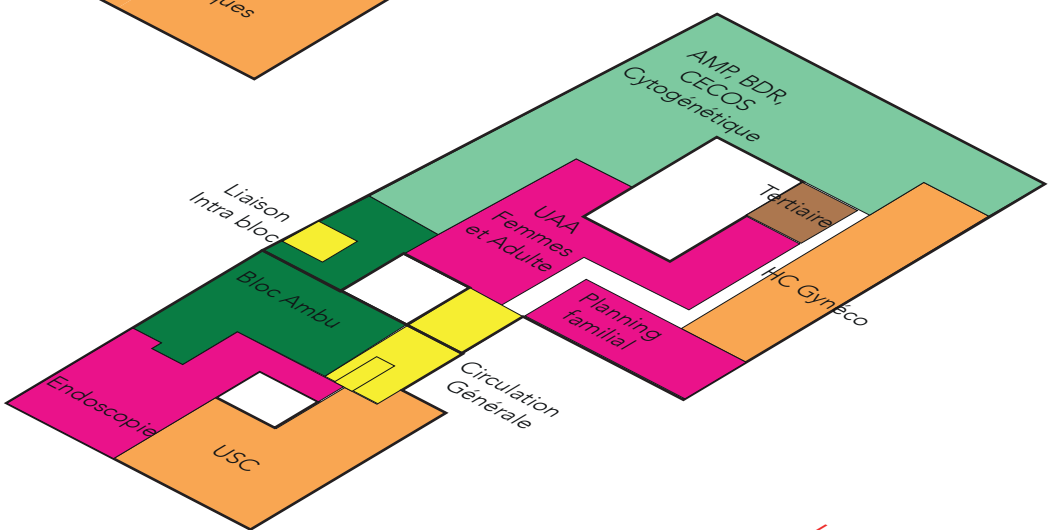 AMP, BDR,
CECOS
Cytogénétique
Tertiaire
Liaison
Intra bloc
UAA
Femmes
et Adulte
HC Gynéco
Bloc Ambu
Planning
familial
Circulation
Générale
Endoscopie
USC